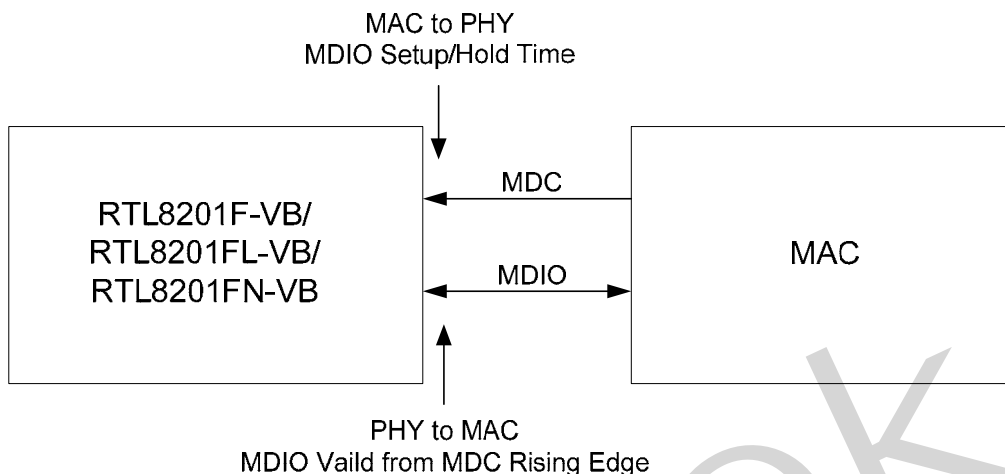 MAC to PHY
MDIO Setup/Hold Time
RTL8201F-VB/
RTL8201FL-VB/
RTL8201FN-VB
MDC
MDIO
MAC
PHY to MAC
MDIO Vaild from MDC Rising Edge